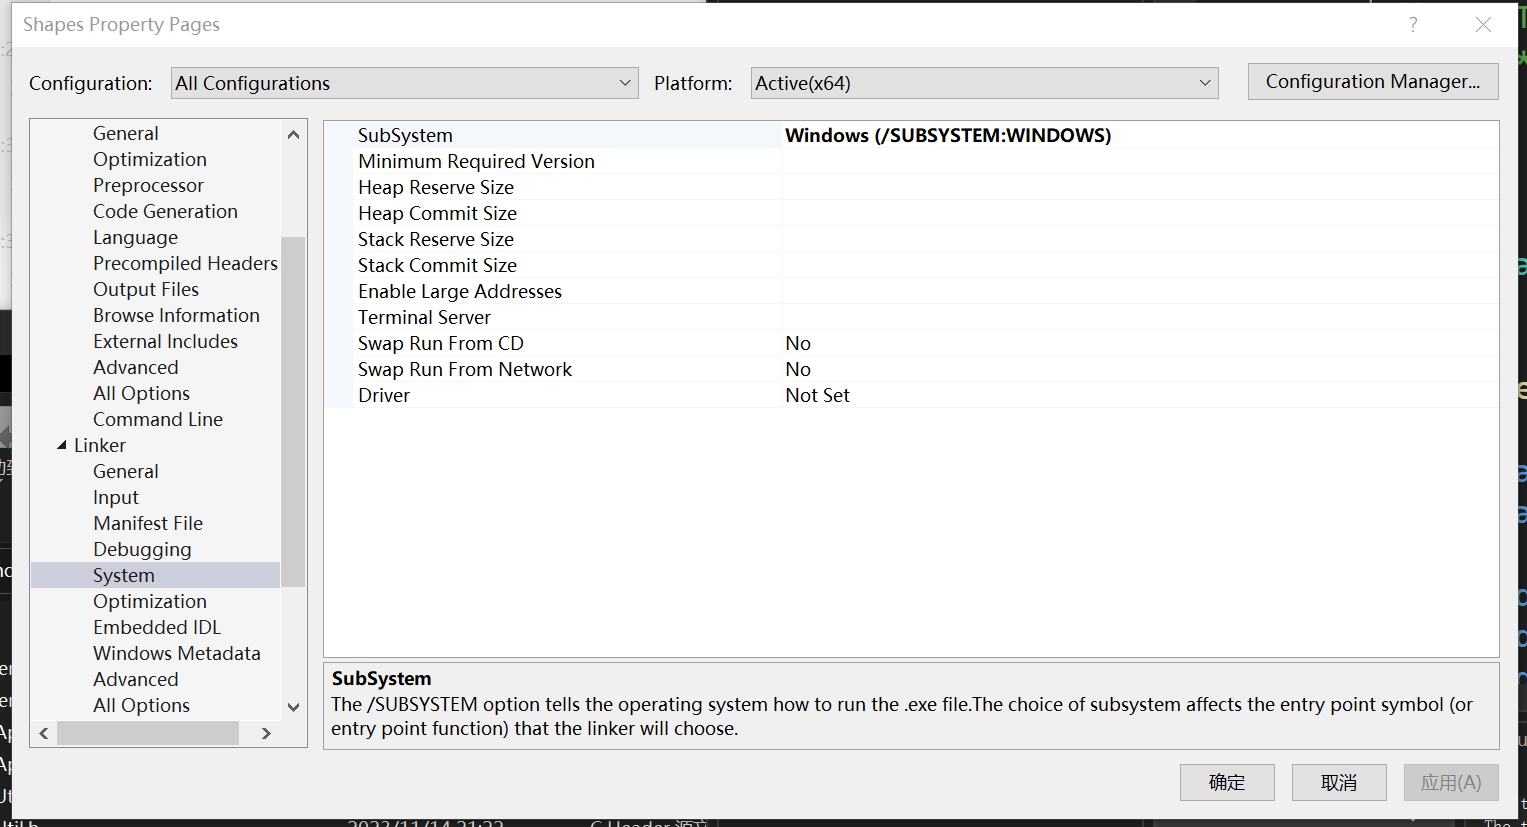 Shapes Property Pages
?
Configuration: All Configurations Platform: Active(x64) Configuration Manager...
General
Optimization
Preprocessor
Code Generation
Language
Precompiled Headers
Output Files
Browse Information
External Includes
Advanced
All Options
Command Line
Linker
General
Input
Manifest File
Debugging
System
Optimization
Embedded IDL
Windows Metadata
Advanced
All Options
SubSystem Windows (/SUBSYSTEM:WINDOWS)
Minimum Required Version
Heap Reserve Size
Heap Commit Size
Stack Reserve Size
Stack Commit Size
Enable Large Addresses
Terminal Server
Swap Run From CD No
Swap Run From Network No
Driver Not Set
SubSystem
The /SUBSYSTEM option tells the operating system how to run the .exe file.The choice of subsystem affects the entry point symbol (or
entry point function) that the linker will choose.
确定 取消 应用(A)